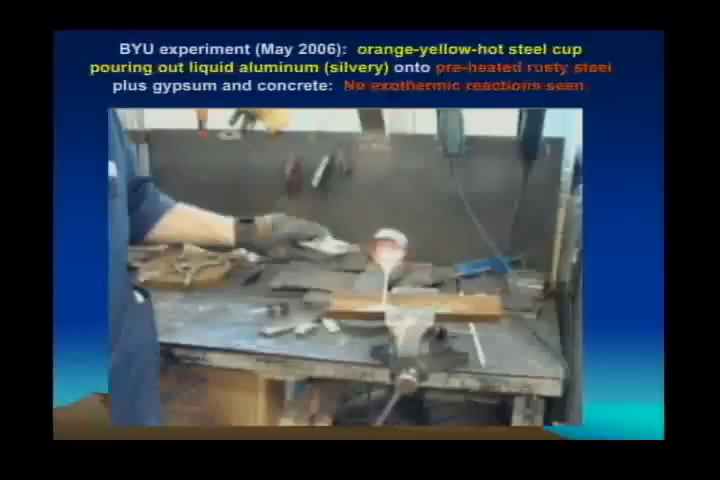 BYU experiment (May 2006): orange-yellow-hot steel cup
pouring out liquid aluminum (silvery) onto pre-heated rusty steel
plus gypsum and concrete: No exothermic reactions seen.